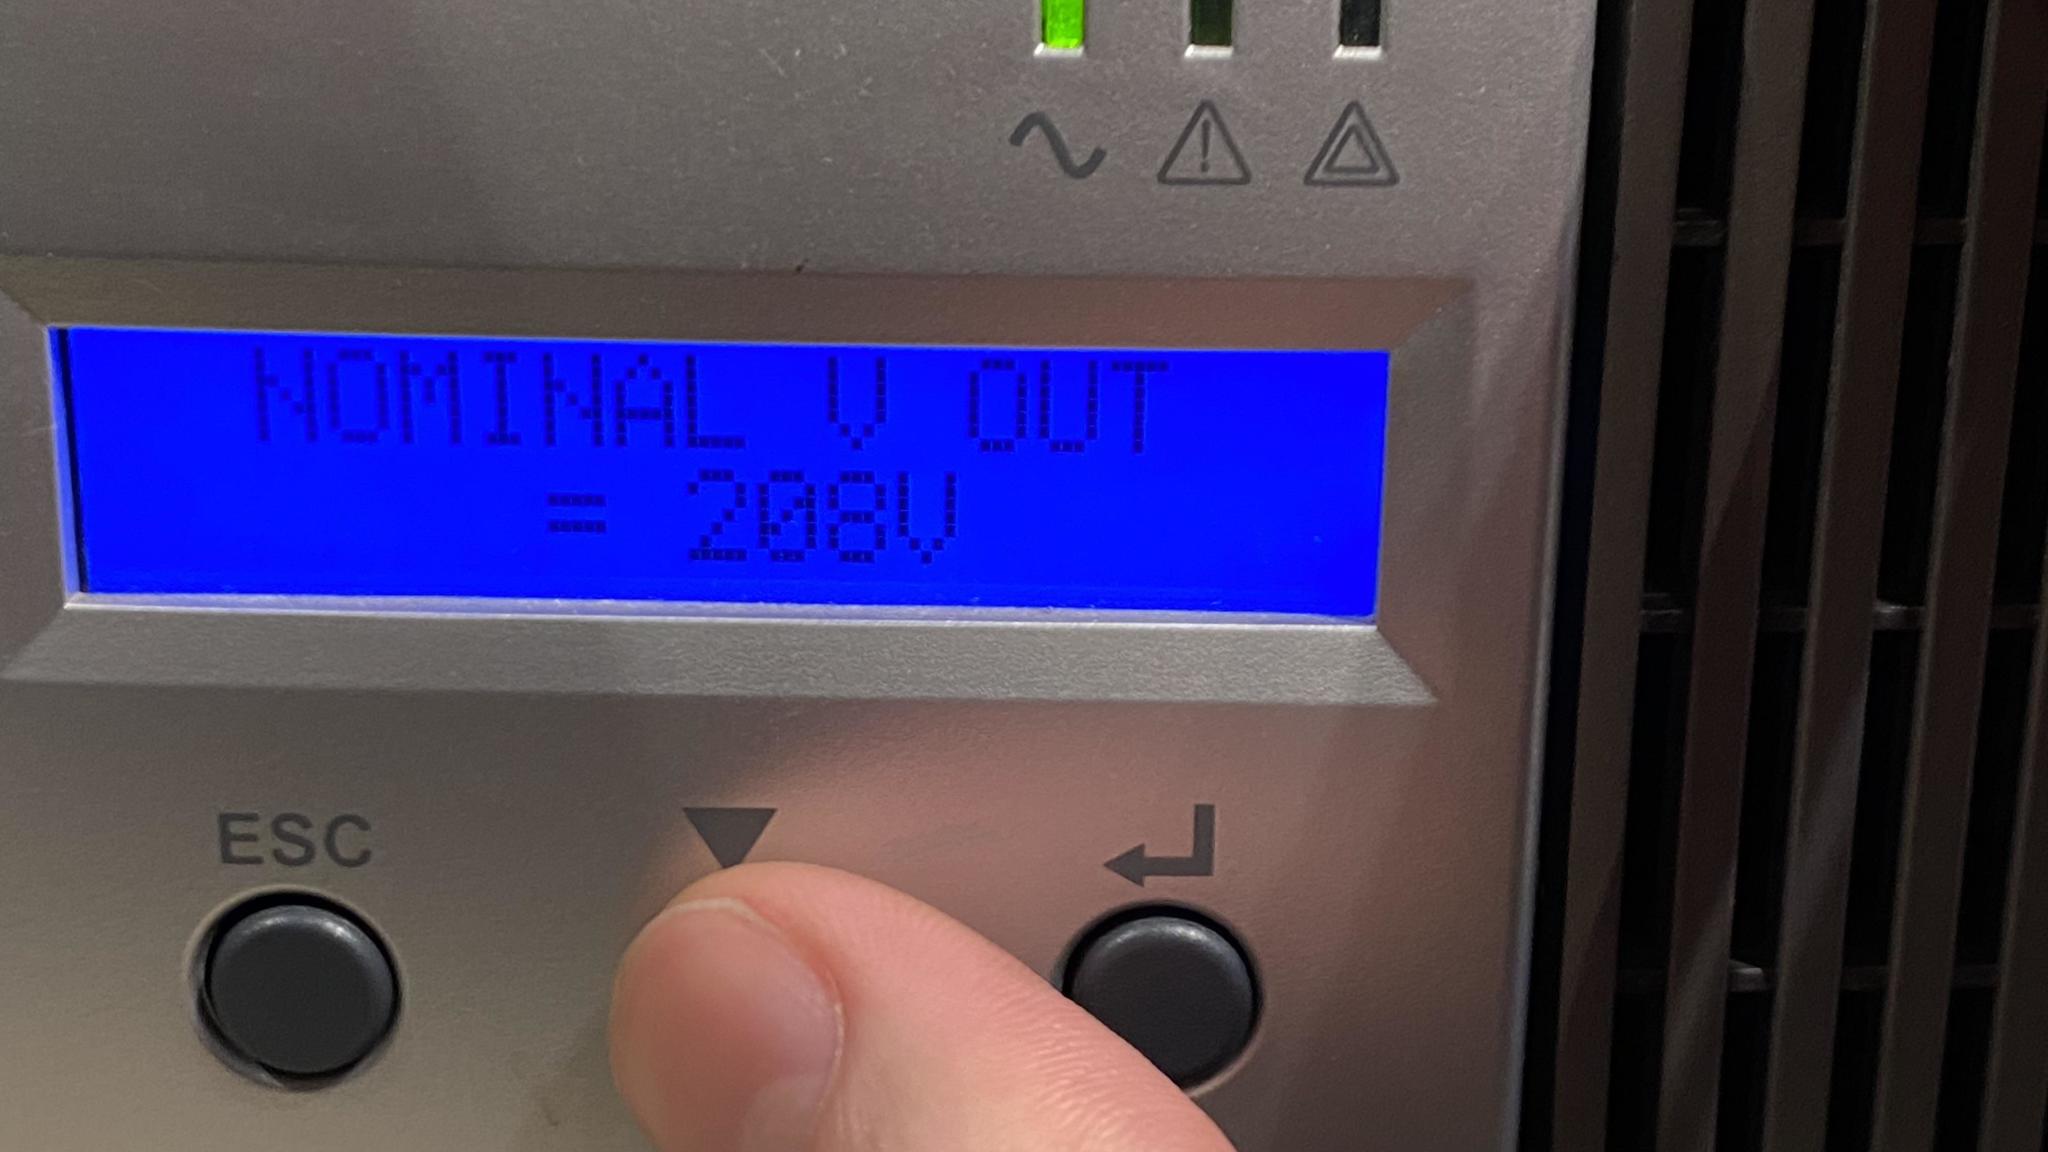 NOMINAL V OUT
= 208V
ESC